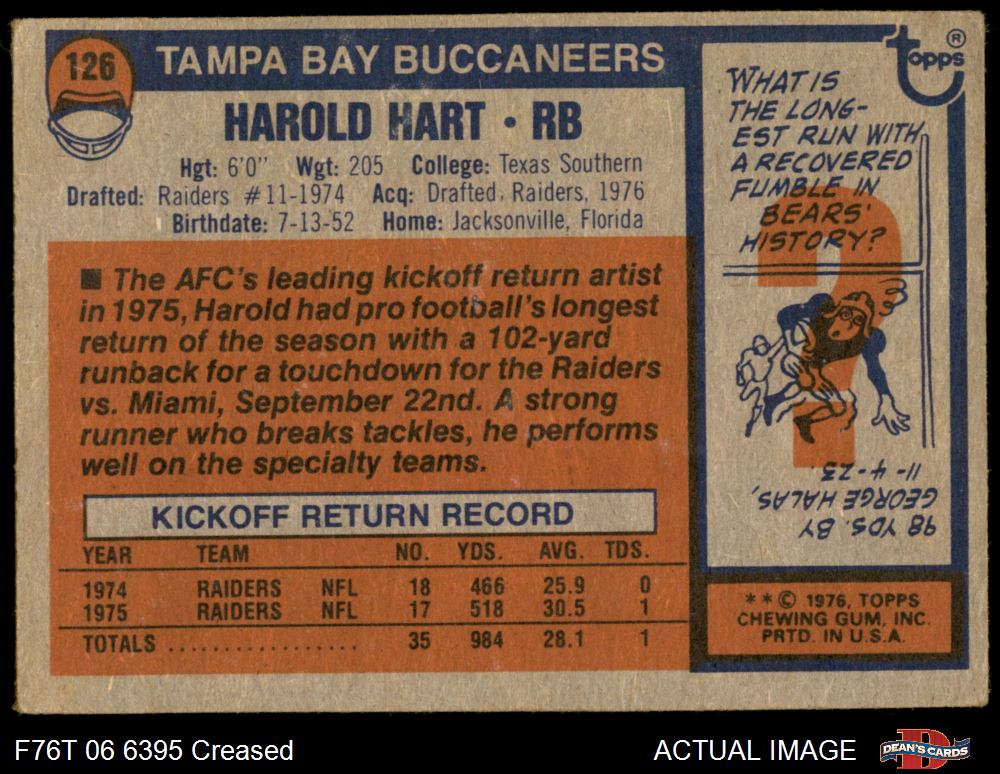 126
TAMPA BAY BUCCANEERS
HAROLD HART • RB
Hgt: 6'0" Wgt: 205 College: Texas Southern
Drafted: Raiders #11-1974 Acq: Drafted, Raiders, 1976
Birthdate: 7-13-52 Home: Jacksonville, Florida
■ The AFC's leading kickoff return artist
in 1975, Harold had pro football's longest
return of the season with a 102-yard
runback for a touchdown for the Raiders
vs. Miami, September 22nd. A strong
runner who breaks tackles, he performs
well on the specialty teams.
KICKOFF RETURN RECORD
YEAR TEAM NO. YDS. AVG. TDS.
1974 RAIDERS NFL 18 466 25.9 0
1975 RAIDERS NFL 17 518 30.5 1
TOTALS ................. 35 984 28.1 1
topps ®
WHAT IS
THE LONG-
EST RUN WITH
A RECOVERED
FUMBLE IN
BEARS'
HISTORY?
?
98 YDS. BY
GEORGE HALAS,
11-4-23.
**© 1976, TOPPS
CHEWING GUM, INC.
PRTD. IN U.S.A.
F76T 06 6395 Creased
ACTUAL IMAGE
DEAN'S CARDS